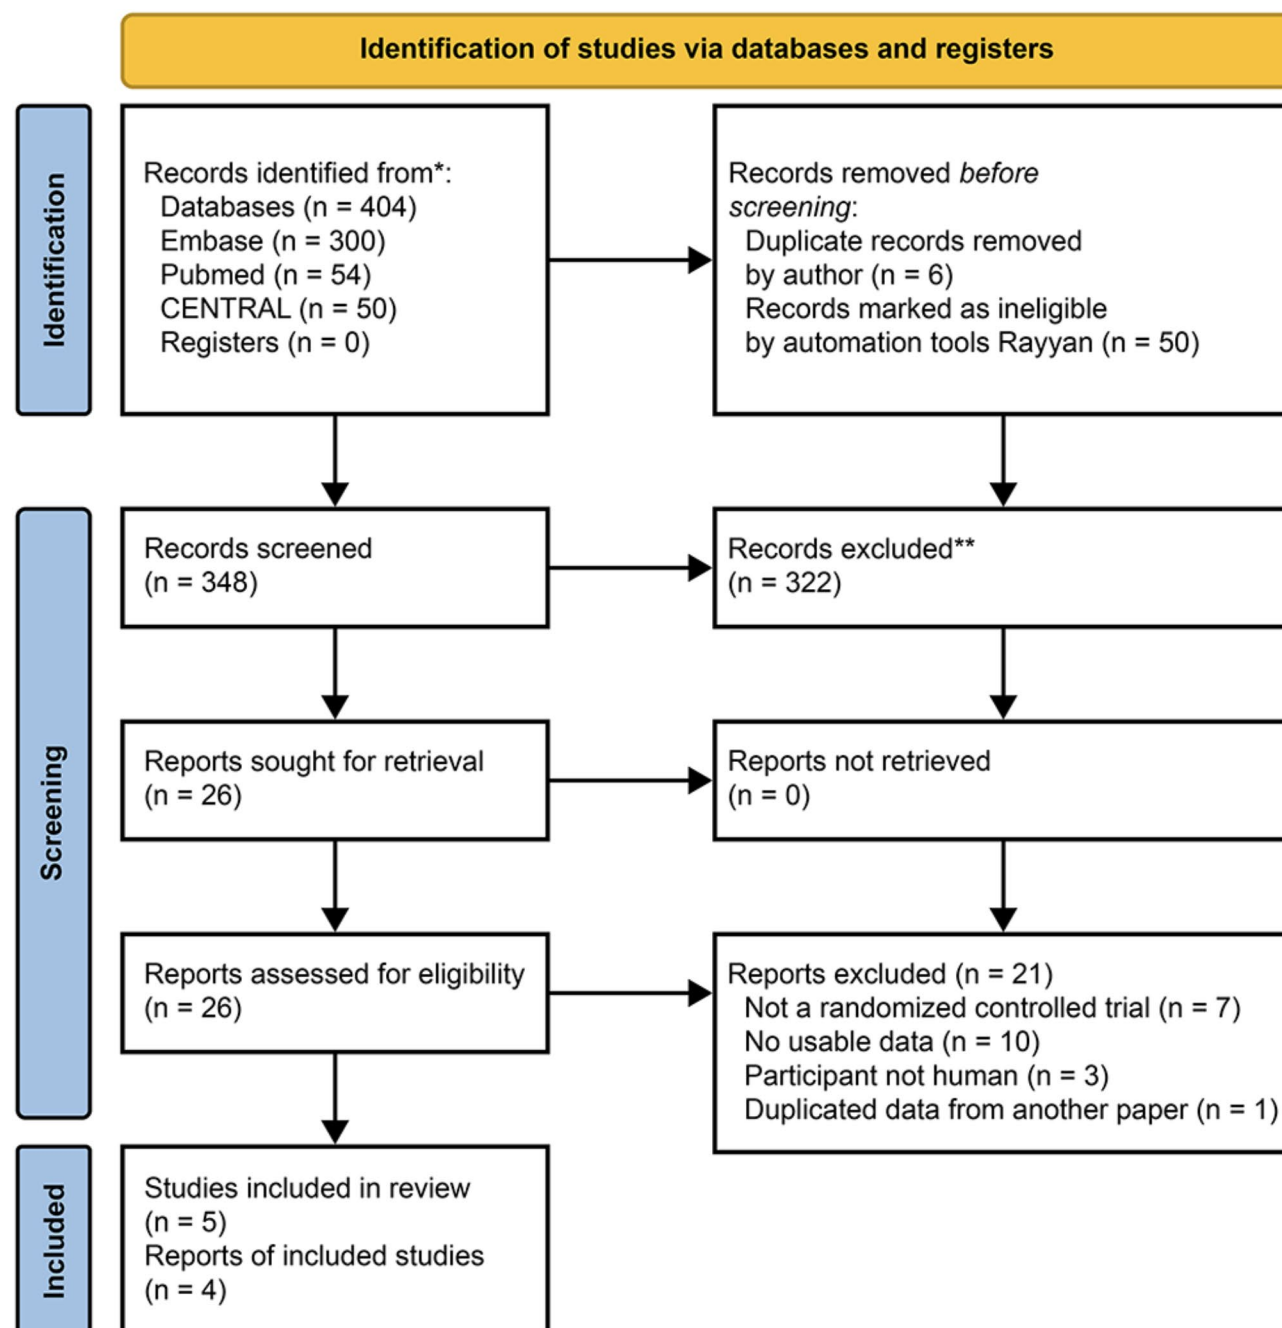 Identification of studies via databases and registers
Identification
Records identified from*:
Databases (n = 404)
Embase (n = 300)
Pubmed (n = 54)
CENTRAL (n = 50)
Registers (n = 0)
Records removed before
screening:
Duplicate records removed
by author (n = 6)
Records marked as ineligible
by automation tools Rayyan (n = 50)
Screening
Records screened
(n = 348)
Records excluded**
(n = 322)
Reports sought for retrieval
(n = 26)
Reports not retrieved
(n = 0)
Reports assessed for eligibility
(n = 26)
Reports excluded (n = 21)
Not a randomized controlled trial (n = 7)
No usable data (n = 10)
Participant not human (n = 3)
Duplicated data from another paper (n = 1)
Included
Studies included in review
(n = 5)
Reports of included studies
(n = 4)